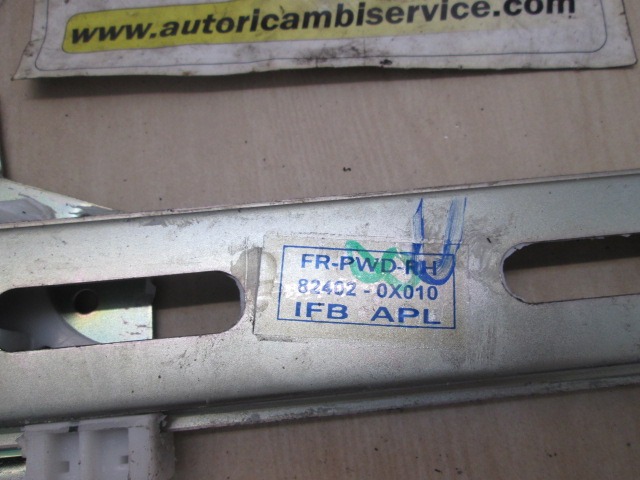 www.autoricambiservice.com
FR-PWD-RH
82402-0X010
IFB APL